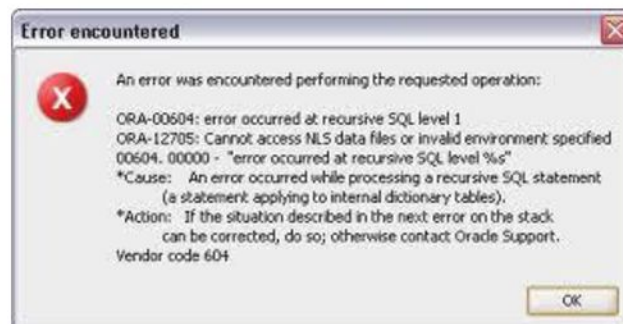 Error encountered
An error was encountered performing the requested operation:
ORA-00604: error occurred at recursive SQL level 1
ORA-12705: Cannot access NLS data files or invalid environment specified
00604. 00000 - "error occurred at recursive SQL level %s"
*Cause: An error occurred while processing a recursive SQL statement
(a statement applying to internal dictionary tables).
*Action: If the situation described in the next error on the stack
can be corrected, do so; otherwise contact Oracle Support.
Vendor code 604
OK